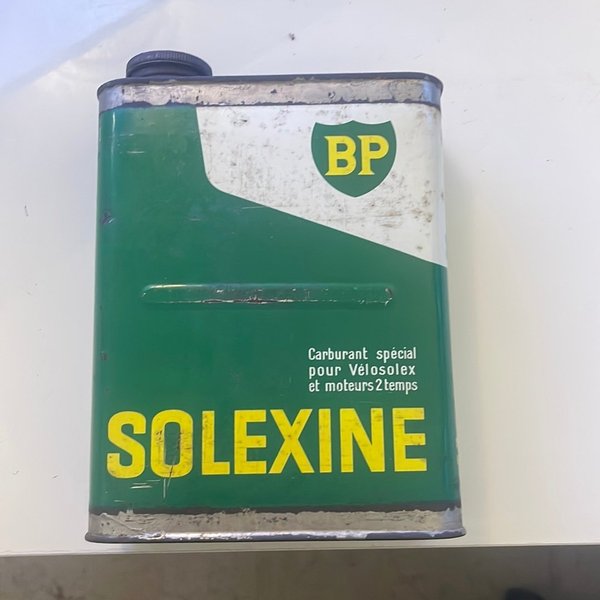 BP
Carburant spécial
pour Vélosolex
et moteurs 2 temps
SOLEXINE